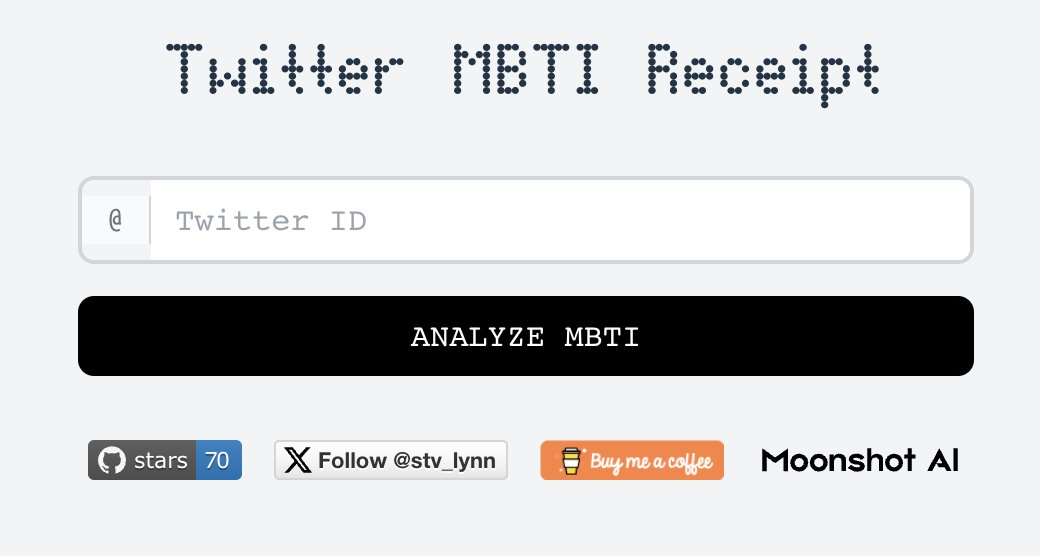 Twitter MBTI Receipt
@ Twitter ID
ANALYZE MBTI
stars 70 Follow @stv_lynn Buy me a coffee Moonshot AI